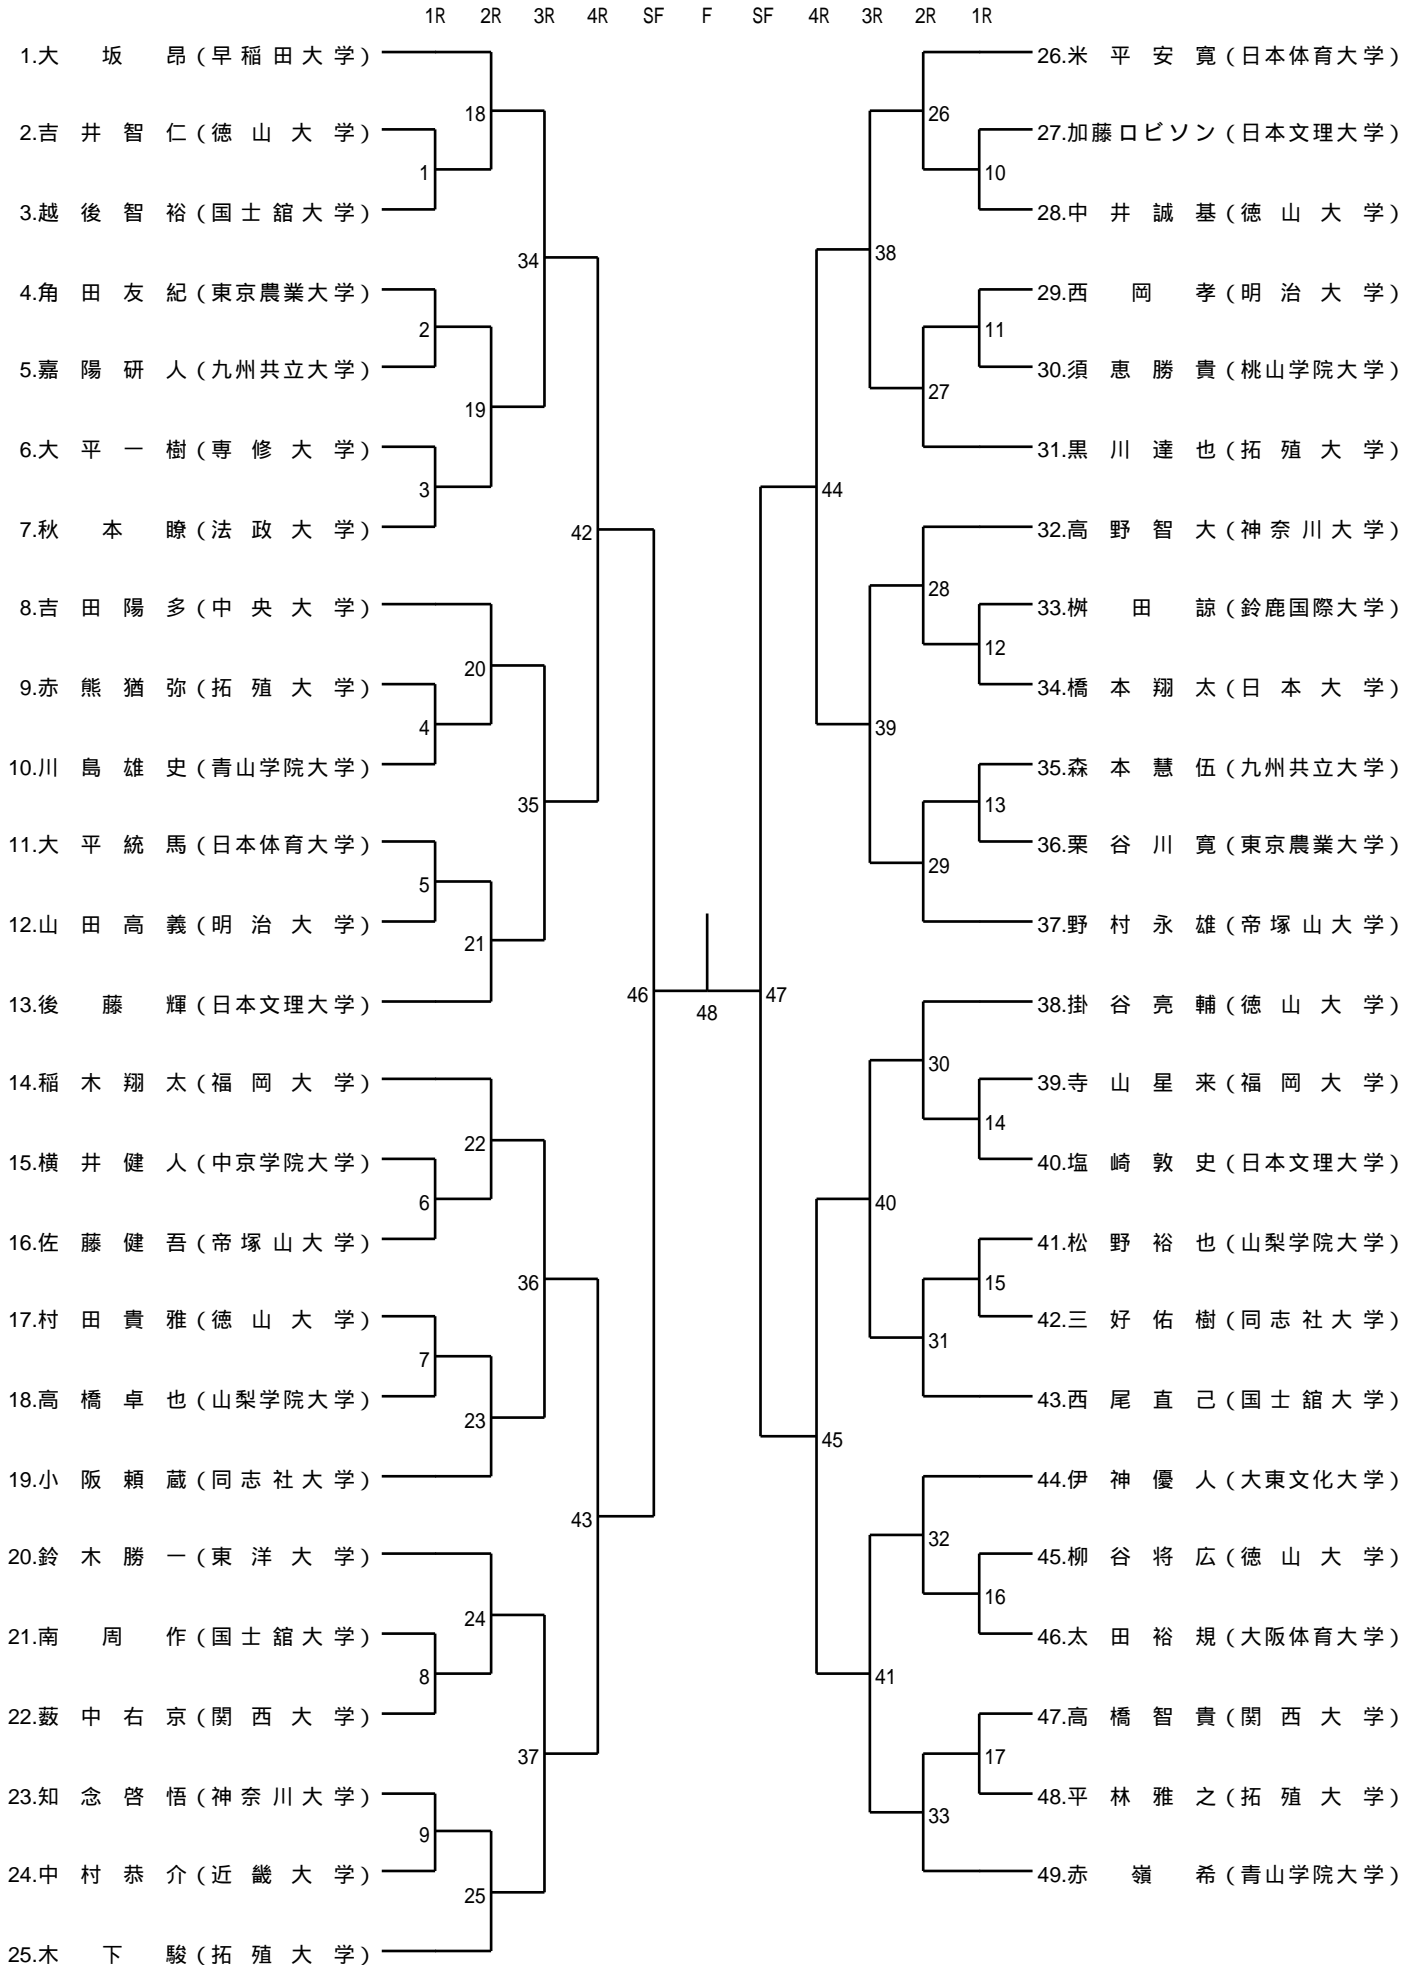 1R 2R 3R 4R SF F SF 4R 3R 2R 1R
1.大坂昂(早稲田大学)
2.吉井智仁(徳山大学)
3.越後智裕(国士舘大学)
4.角田友紀(東京農業大学)
5.嘉陽研人(九州共立大学)
6.大平一樹(専修大学)
7.秋本瞭(法政大学)
8.吉田陽多(中央大学)
9.赤熊猶弥(拓殖大学)
10.川島雄史(青山学院大学)
11.大平統馬(日本体育大学)
12.山田高義(明治大学)
13.後藤輝(日本文理大学)
14.稲木翔太(福岡大学)
15.横井健人(中京学院大学)
16.佐藤健吾(帝塚山大学)
17.村田貴雅(徳山大学)
18.高橋卓也(山梨学院大学)
19.小阪頼蔵(同志社大学)
20.鈴木勝一(東洋大学)
21.南周作(国士舘大学)
22.薮中右京(関西大学)
23.知念啓悟(神奈川大学)
24.中村恭介(近畿大学)
25.木下駿(拓殖大学)
1
2
3
4
5
6
7
8
9
18
19
20
21
22
23
24
25
34
35
36
37
42
43
46
48
47
44
45
38
39
40
41
26
27
28
29
30
31
32
33
10
11
12
13
14
15
16
17
26.米平安寛(日本体育大学)
27.加藤ロビソン(日本文理大学)
28.中井誠基(徳山大学)
29.西岡孝(明治大学)
30.須恵勝貴(桃山学院大学)
31.黒川達也(拓殖大学)
32.高野智大(神奈川大学)
33.桝田諒(鈴鹿国際大学)
34.橋本翔太(日本大学)
35.森本慧伍(九州共立大学)
36.栗谷川寛(東京農業大学)
37.野村永雄(帝塚山大学)
38.掛谷亮輔(徳山大学)
39.寺山星来(福岡大学)
40.塩崎敦史(日本文理大学)
41.松野裕也(山梨学院大学)
42.三好佑樹(同志社大学)
43.西尾直己(国士舘大学)
44.伊神優人(大東文化大学)
45.柳谷将広(徳山大学)
46.太田裕規(大阪体育大学)
47.高橋智貴(関西大学)
48.平林雅之(拓殖大学)
49.赤嶺希(青山学院大学)